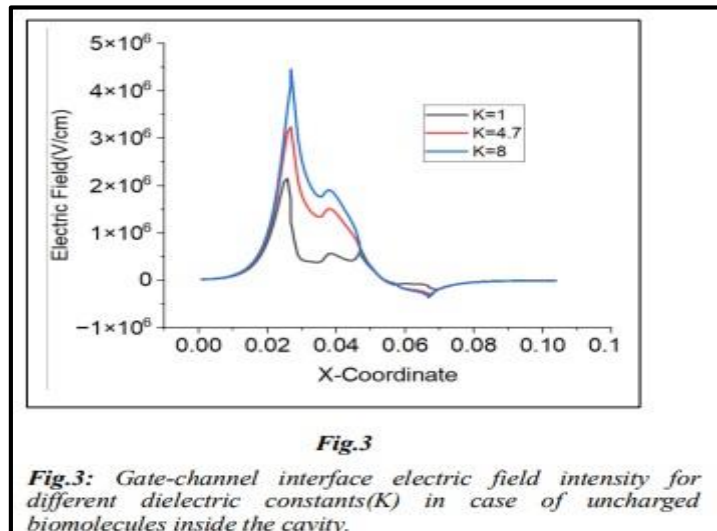 5×10⁶
4×10⁶
3×10⁶
2×10⁶
1×10⁶
0
−1×10⁶
Electric Field(V/cm)
K=1
K=4.7
K=8
0.00 0.02 0.04 0.06 0.08 0.10 0.1
X-Coordinate
Fig.3
Fig.3: Gate-channel interface electric field intensity for
different dielectric constants(K) in case of uncharged
biomolecules inside the cavity.